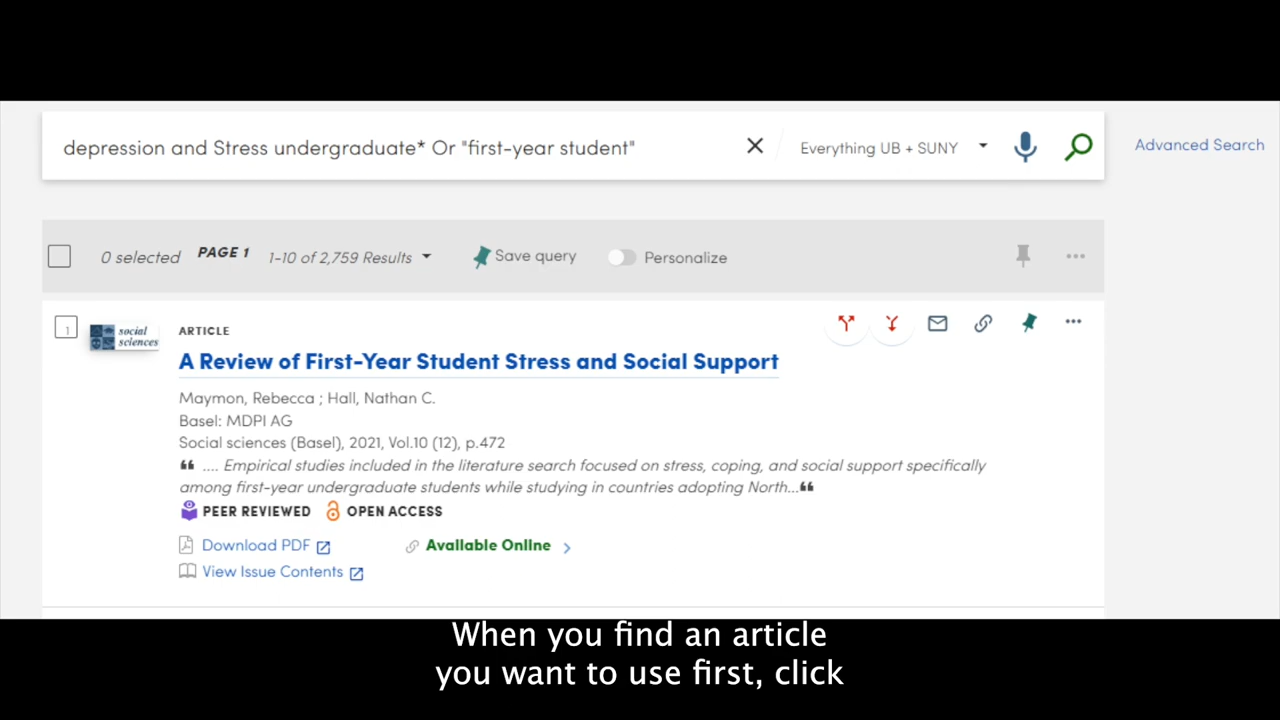 depression and Stress undergraduate* Or "first-year student"
Everything UB + SUNY
Advanced Search
0 selected PAGE 1 1-10 of 2,759 Results Save query Personalize
1
social sciences
ARTICLE
A Review of First-Year Student Stress and Social Support
Maymon, Rebecca ; Hall, Nathan C.
Basel: MDPI AG
Social sciences (Basel), 2021, Vol.10 (12), p.472
❝ .... Empirical studies included in the literature search focused on stress, coping, and social support specifically
among first-year undergraduate students while studying in countries adopting North...❝
PEER REVIEWED OPEN ACCESS
Download PDF Available Online
View Issue Contents
When you find an article
you want to use first, click